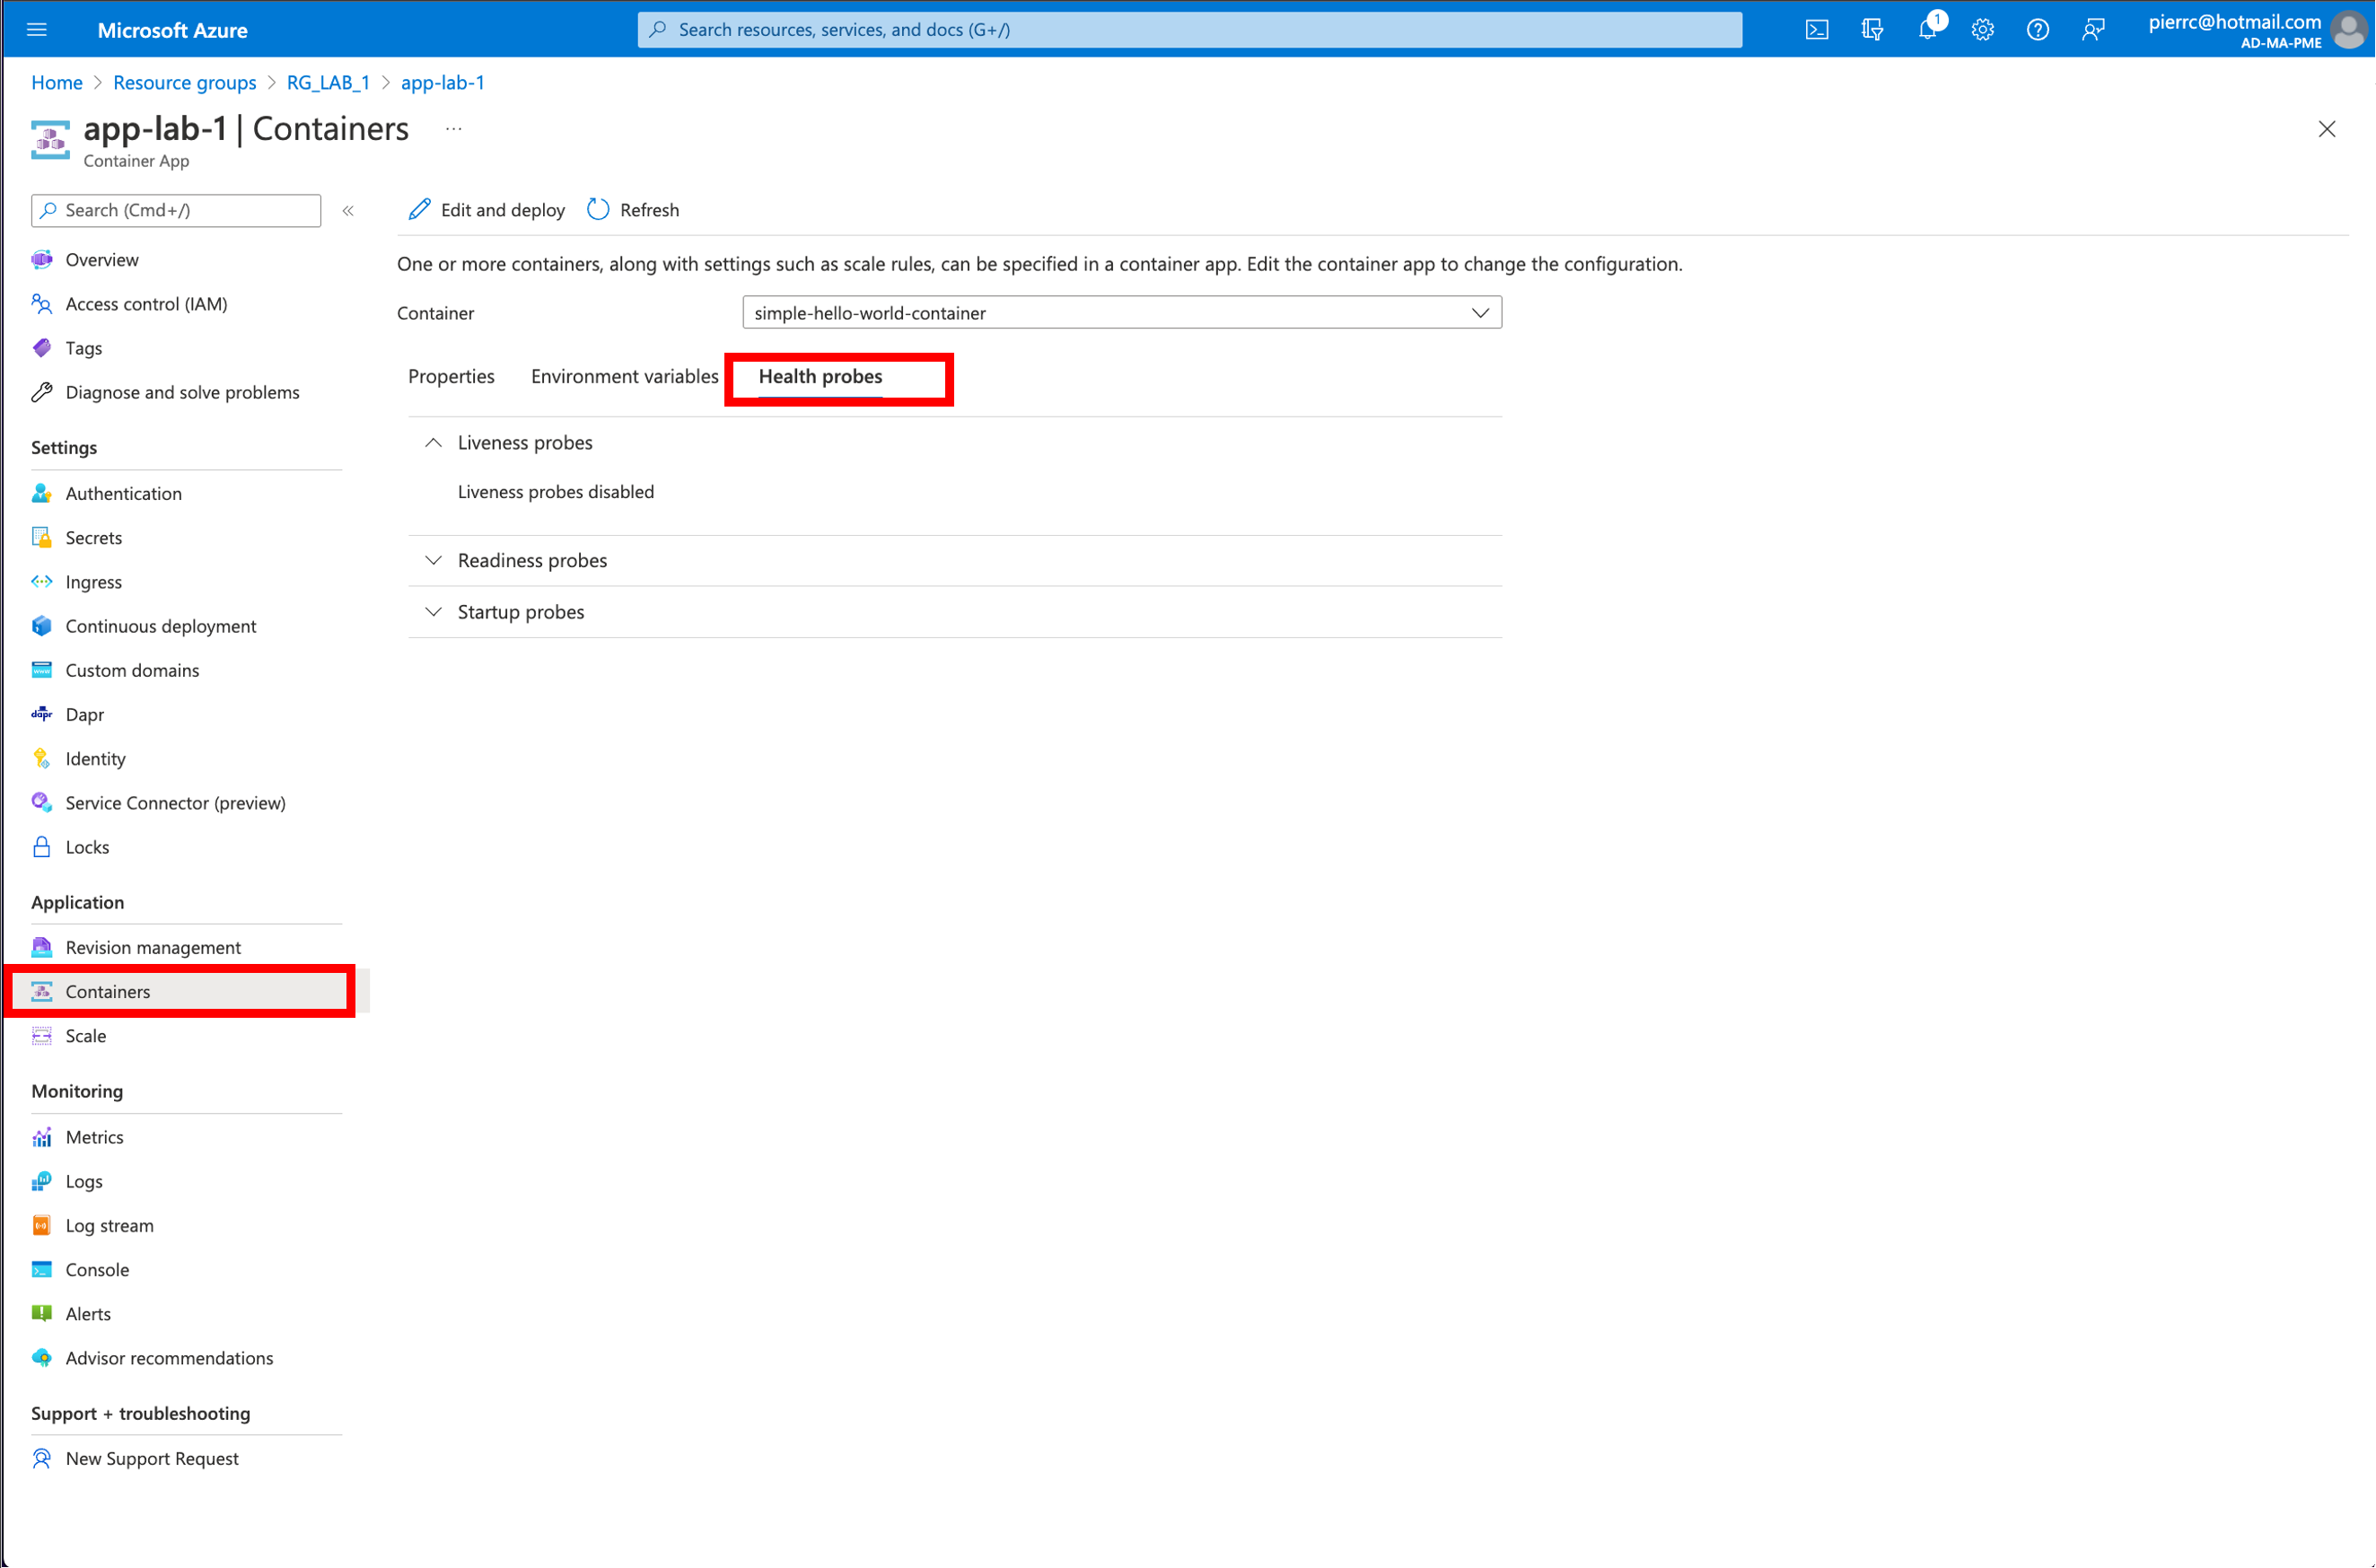 Microsoft Azure
Search resources, services, and docs (G+/)
1
pierrc@hotmail.com
AD-MA-PME
Home > Resource groups > RG_LAB_1 > app-lab-1
app-lab-1 | Containers ...
Container App
Search (Cmd+/)
Overview
Access control (IAM)
Tags
Diagnose and solve problems
Settings
Authentication
Secrets
Ingress
Continuous deployment
Custom domains
dapr Dapr
Identity
Service Connector (preview)
Locks
Application
Revision management
Containers
Scale
Monitoring
Metrics
Logs
Log stream
Console
Alerts
Advisor recommendations
Support + troubleshooting
New Support Request
Edit and deploy Refresh
One or more containers, along with settings such as scale rules, can be specified in a container app. Edit the container app to change the configuration.
Container simple-hello-world-container
Properties Environment variables Health probes
Liveness probes
Liveness probes disabled
Readiness probes
Startup probes